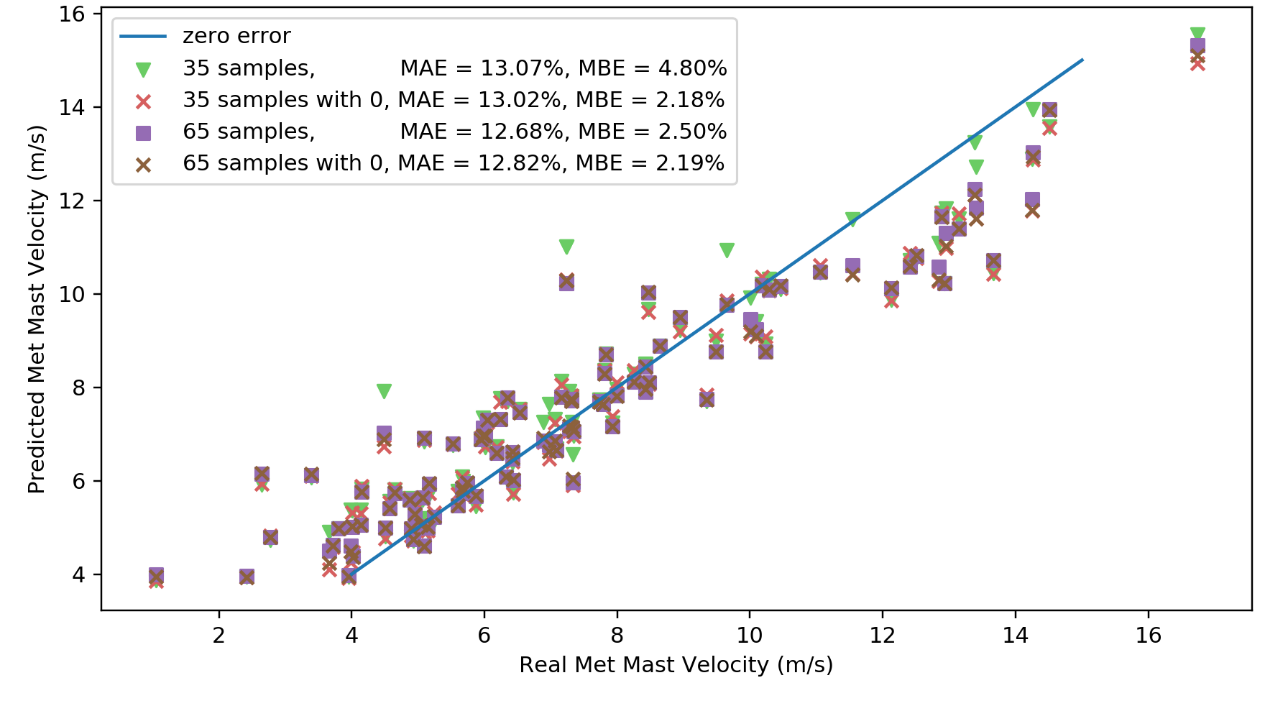 16
14
12
10
8
6
4
Predicted Met Mast Velocity (m/s)
zero error
35 samples, MAE = 13.07%, MBE = 4.80%
35 samples with 0, MAE = 13.02%, MBE = 2.18%
65 samples, MAE = 12.68%, MBE = 2.50%
65 samples with 0, MAE = 12.82%, MBE = 2.19%
2 4 6 8 10 12 14 16
Real Met Mast Velocity (m/s)